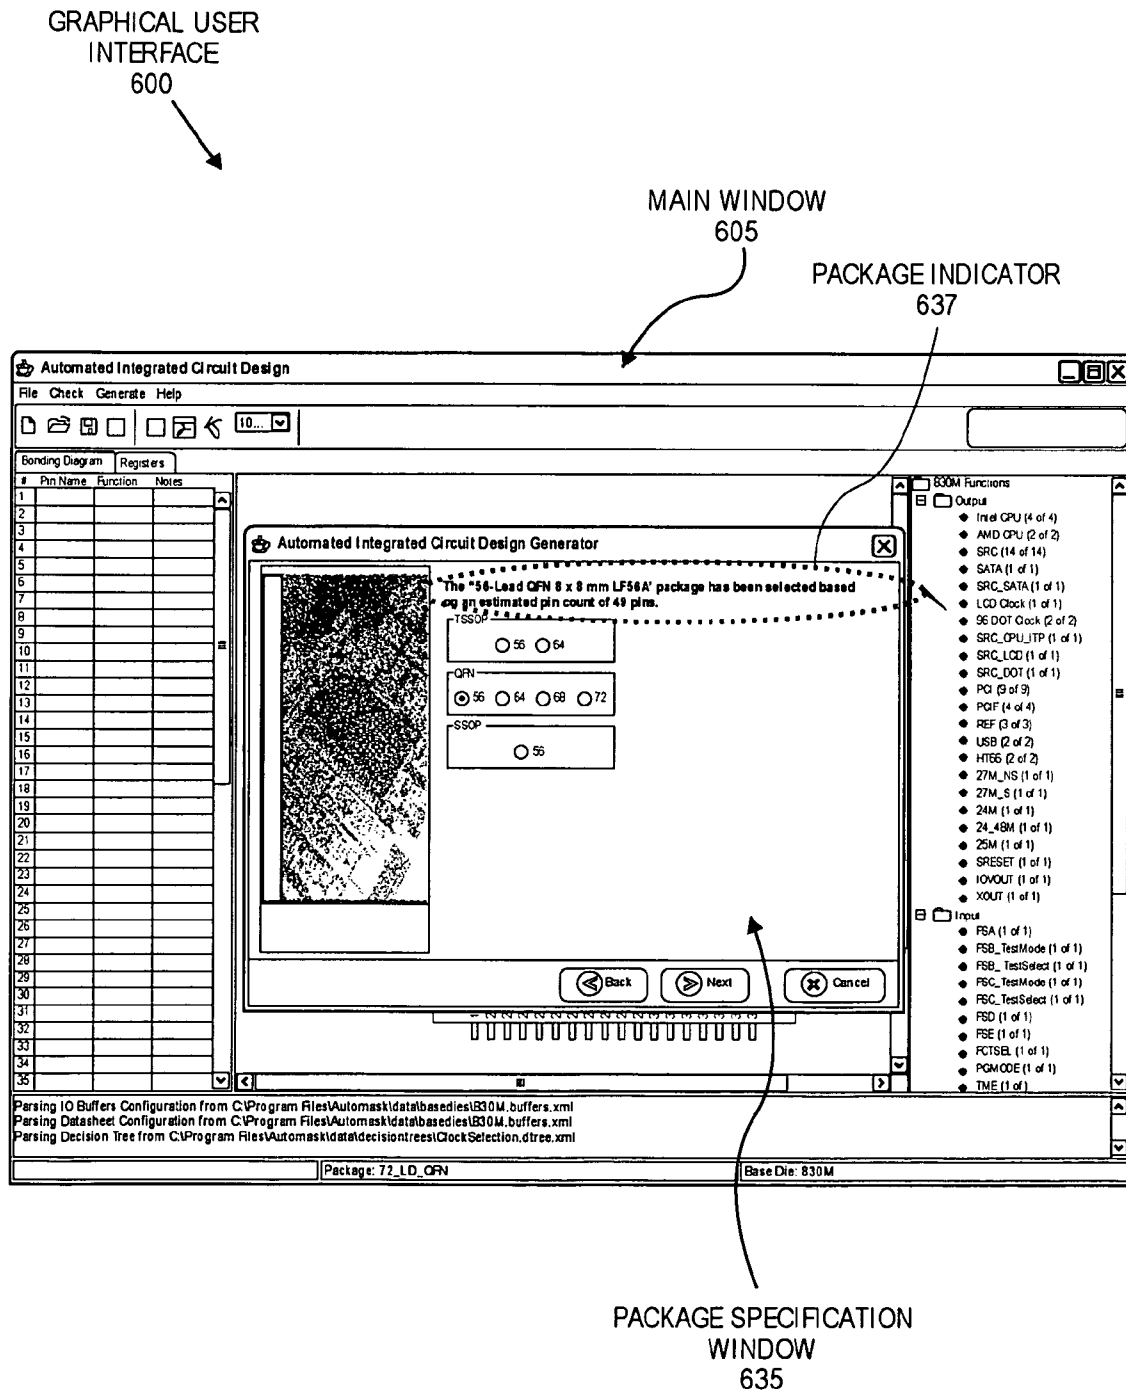 GRAPHICAL USER
INTERFACE
600
MAIN WINDOW
605
PACKAGE INDICATOR
637
Automated Integrated Circuit Design
File Check Generate Help
10...
Bonding Diagram Registers
# Pin Name Function Notes
1
2
3
4
5
6
7
8
9
10
11
12
13
14
15
16
17
18
19
20
21
22
23
24
25
26
27
28
29
30
31
32
33
34
35
Automated Integrated Circuit Design Generator
The "56-Lead QFN 8 x 8 mm LF56A' package has been selected based
on an estimated pin count of 49 pins.
TSSOP
56 64
QFN
56 64 68 72
SSOP
56
Back Next Cancel
830M Functions
Output
Intel CPU (4 of 4)
AMD CPU (2 of 2)
SRC (14 of 14)
SATA (1 of 1)
SRC_SATA (1 of 1)
LCD Clock (1 of 1)
96 DOT Clock (2 of 2)
SRC_CPU_ITP (1 of 1)
SRC_LCD (1 of 1)
SRC_DOT (1 of 1)
PCI (9 of 9)
PCIF (4 of 4)
REF (3 of 3)
USB (2 of 2)
HT66 (2 of 2)
27M_NS (1 of 1)
27M_S (1 of 1)
24M (1 of 1)
24_48M (1 of 1)
25M (1 of 1)
SRESET (1 of 1)
IOVOUT (1 of 1)
XOUT (1 of 1)
Input
FSA (1 of 1)
FSB_TestMode (1 of 1)
FSB_ TestSelect (1 of 1)
FSC_TestMode (1 of 1)
FSC_TestSelect (1 of 1)
FSD (1 of 1)
FSE (1 of 1)
FCTSEL (1 of 1)
PGMODE (1 of 1)
TME (1 of)
Parsing IO Buffers Configuration from C:\Program Files\Automask\data\basedies\830M.buffers.xml
Parsing Datasheet Configuration from C:\Program Files\Automask\data\basedies\830M.buffers.xml
Parsing Decision Tree from C:\Program Files\Automask\data\decisiontrees\ClockSelection.dtree.xml
Package: 72_LD_QFN Base Die: 830M
PACKAGE SPECIFICATION
WINDOW
635